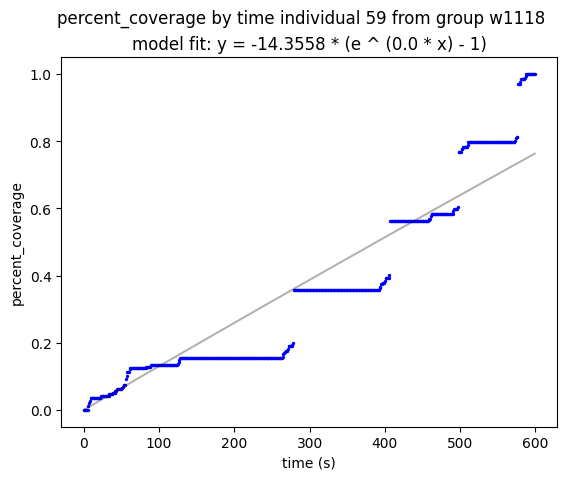 percent_coverage by time individual 59 from group w1118
model fit: y = -14.3558 * (e ^ (0.0 * x) - 1)
1.0
0.8
0.6
0.4
0.2
0.0
percent_coverage
0 100 200 300 400 500 600
time (s)